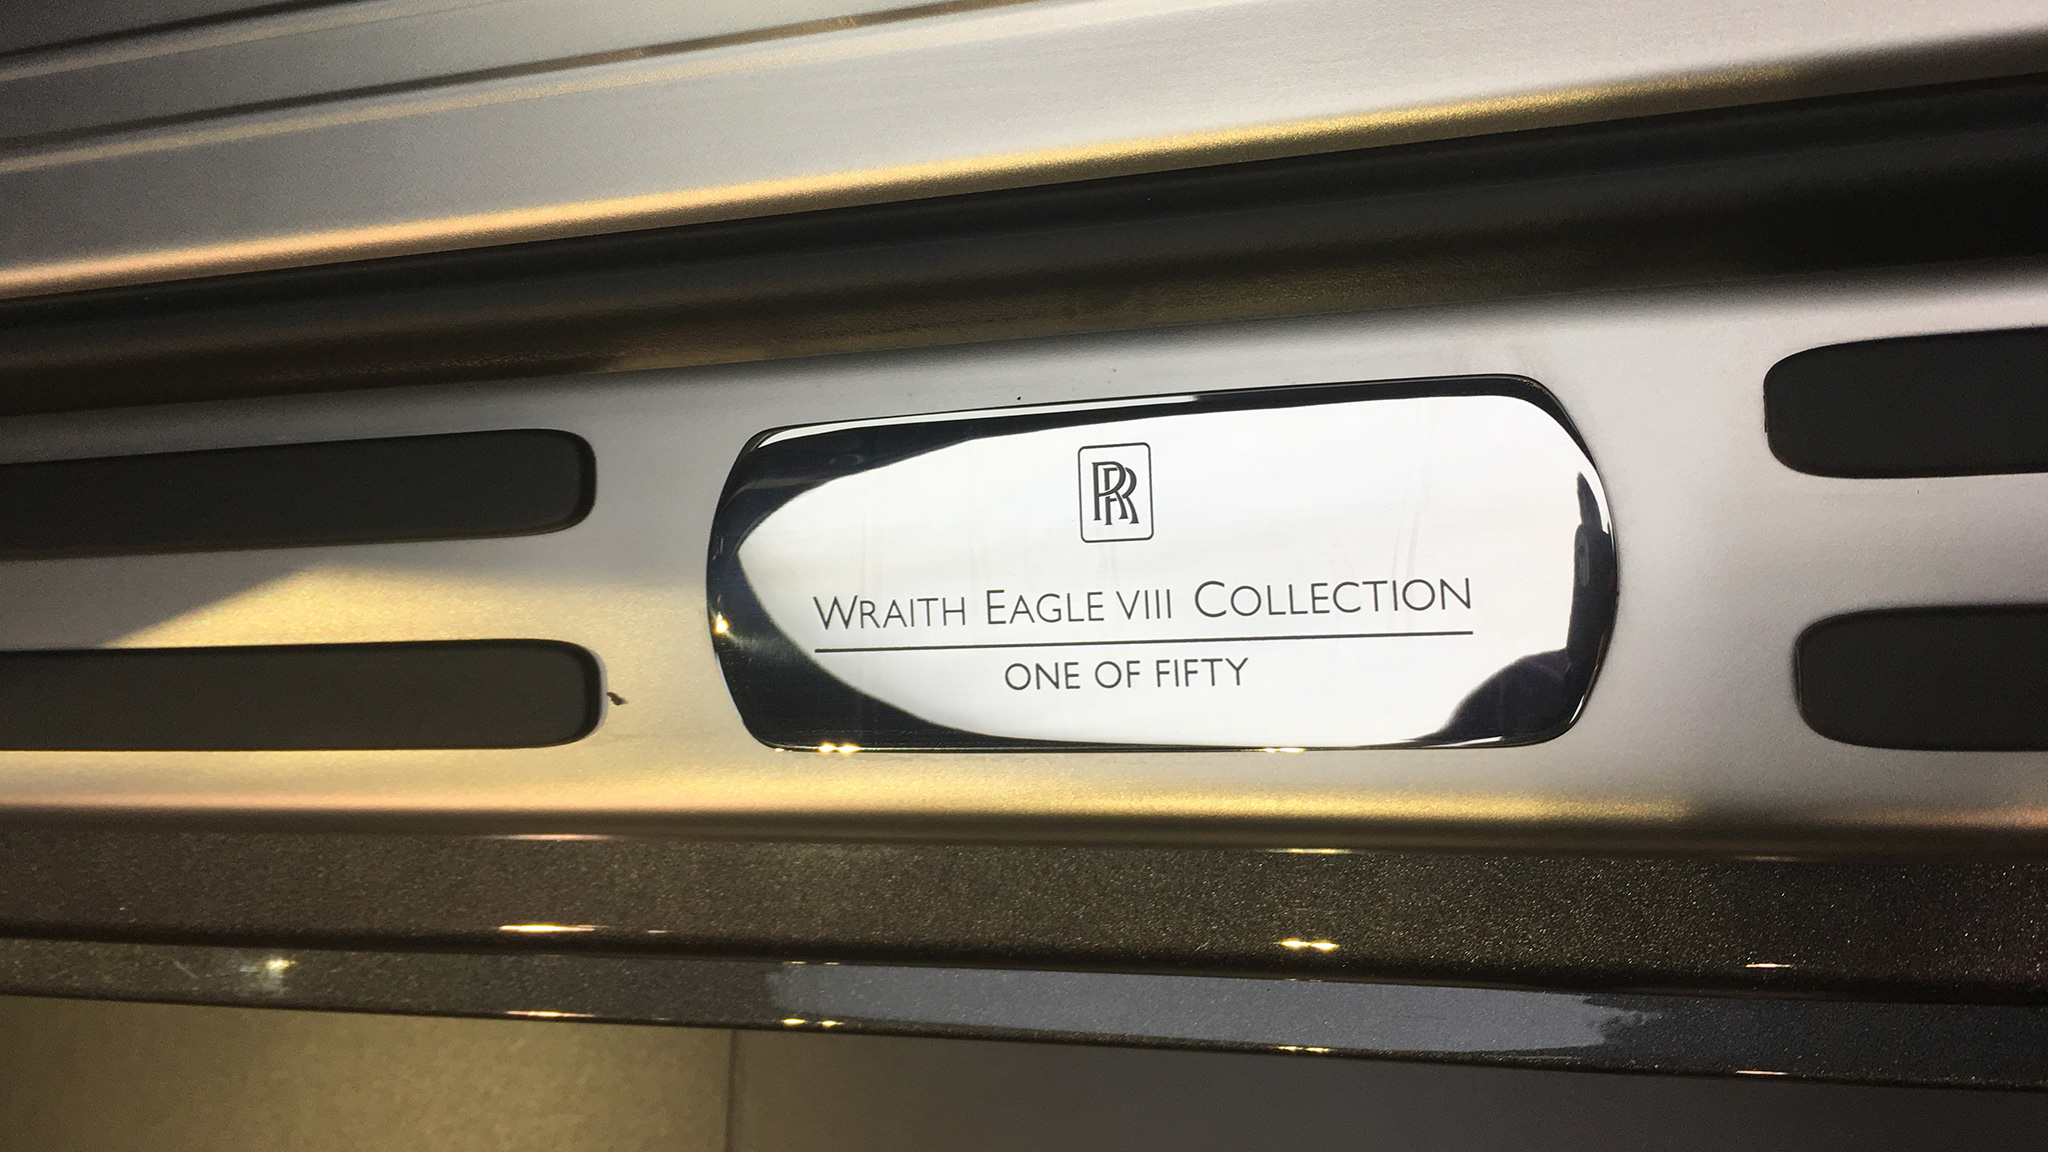 RR
WRAITH EAGLE VIII COLLECTION
ONE OF FIFTY